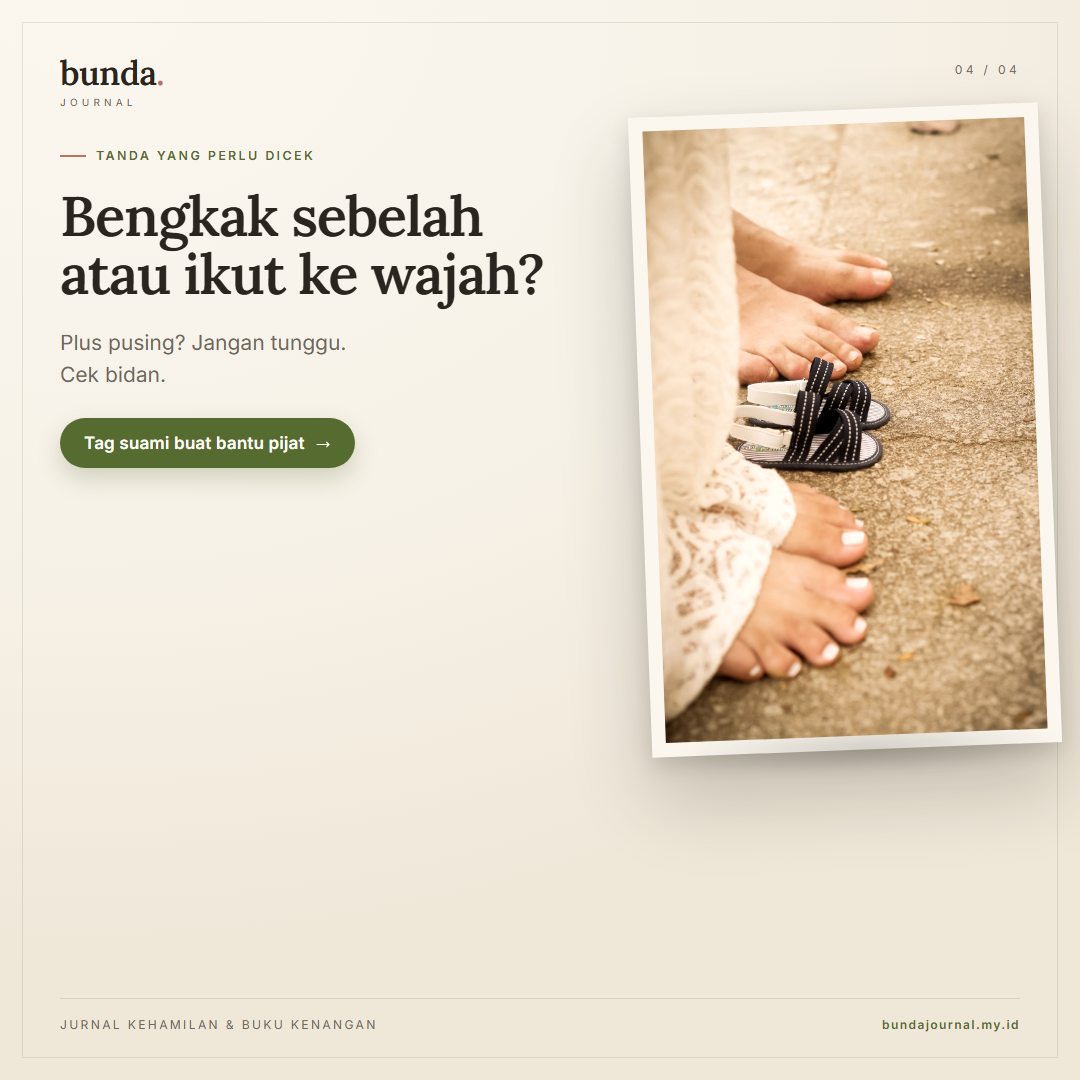 bunda.
JOURNAL
04 / 04
TANDA YANG PERLU DICEK
Bengkak sebelah
atau ikut ke wajah?
Plus pusing? Jangan tunggu.
Cek bidan.
Tag suami buat bantu pijat →
JURNAL KEHAMILAN & BUKU KENANGAN
bundajournal.my.id